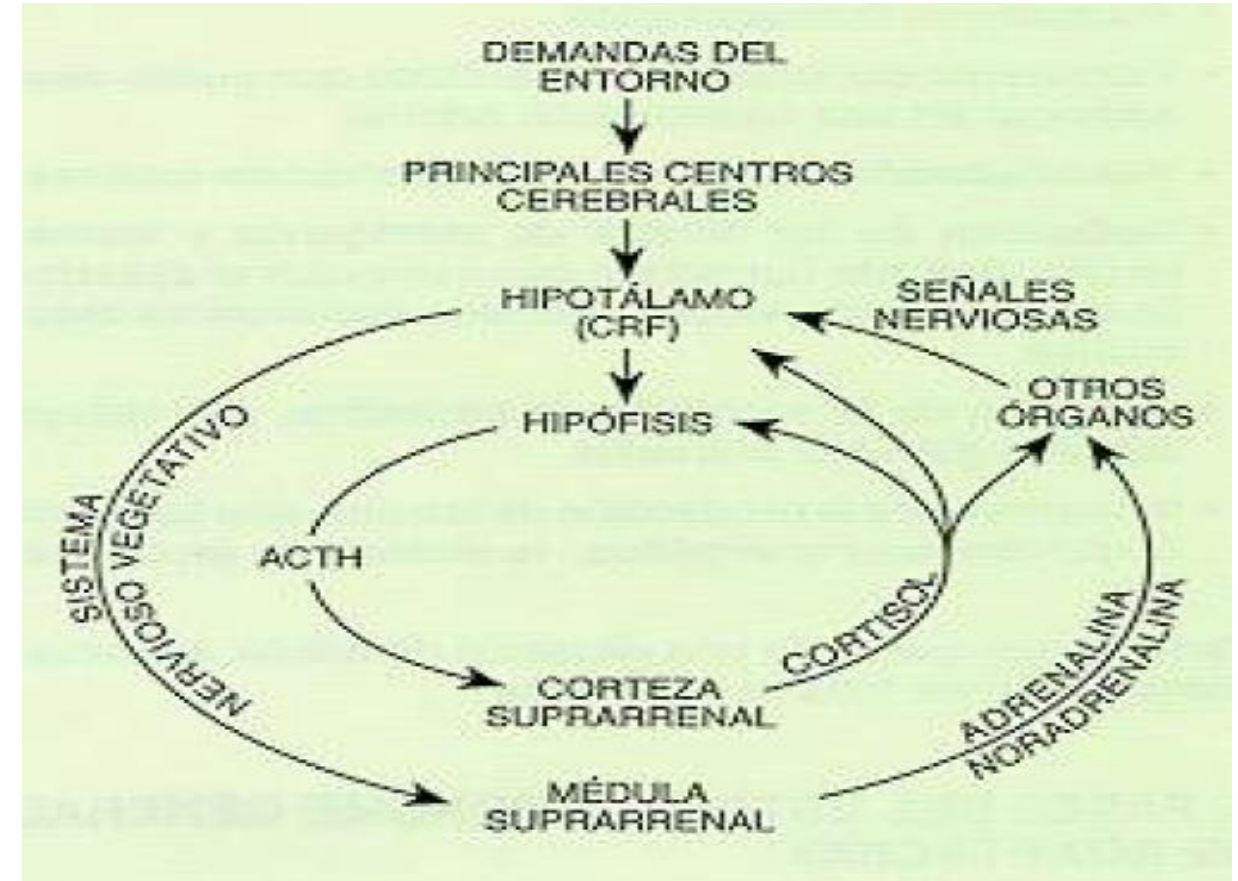 DEMANDAS DEL
ENTORNO
PRINCIPALES CENTROS
CEREBRALES
HIPOTÁLAMO
(CRF)
SEÑALES
NERVIOSAS
OTROS
ÓRGANOS
HIPÓFISIS
SISTEMA
NERVIOSO VEGETATIVO
ACTH
CORTISOL
ADRENALINA
NORADRENALINA
CORTEZA
SUPRARRENAL
MÉDULA
SUPRARRENAL